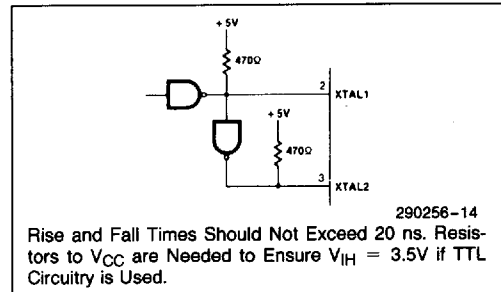 + 5V
470Ω
2
XTAL1
+ 5V
470Ω
3
XTAL2
290256-14
Rise and Fall Times Should Not Exceed 20 ns. Resis-
tors to VCC are Needed to Ensure VIH = 3.5V if TTL
Circuitry is Used.